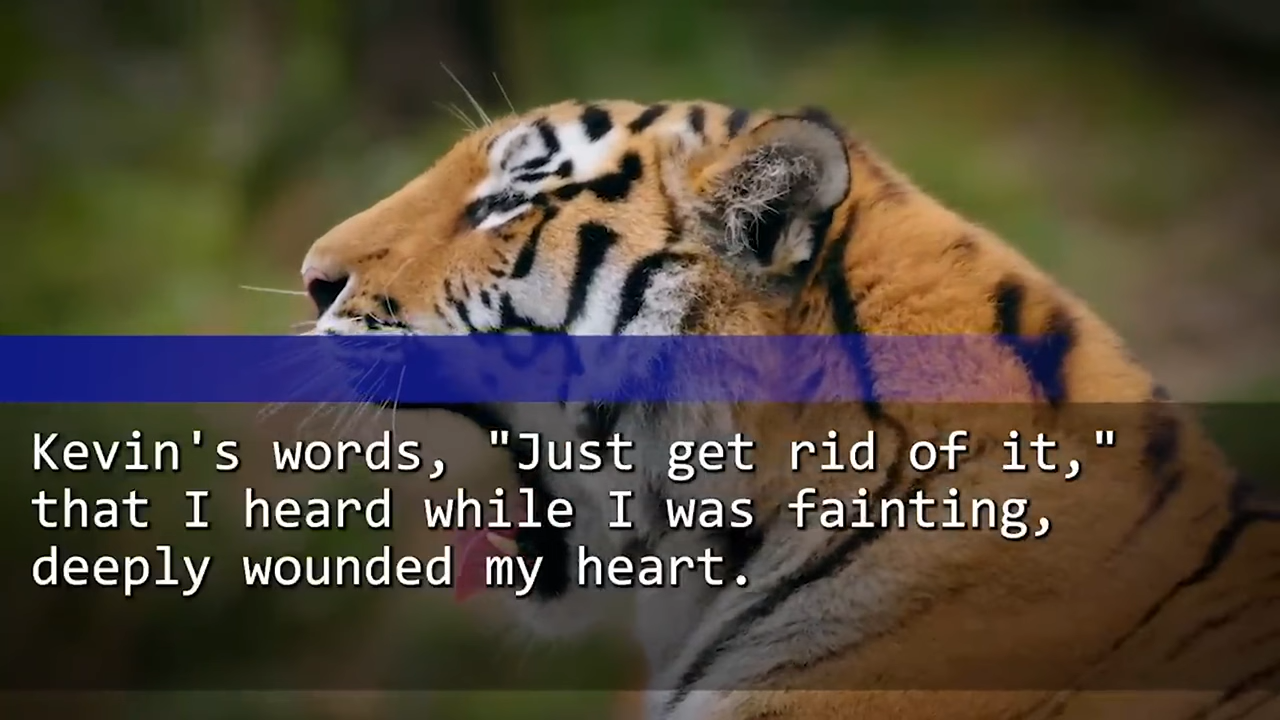 Kevin's words, "Just get rid of it,"
that I heard while I was fainting,
deeply wounded my heart.